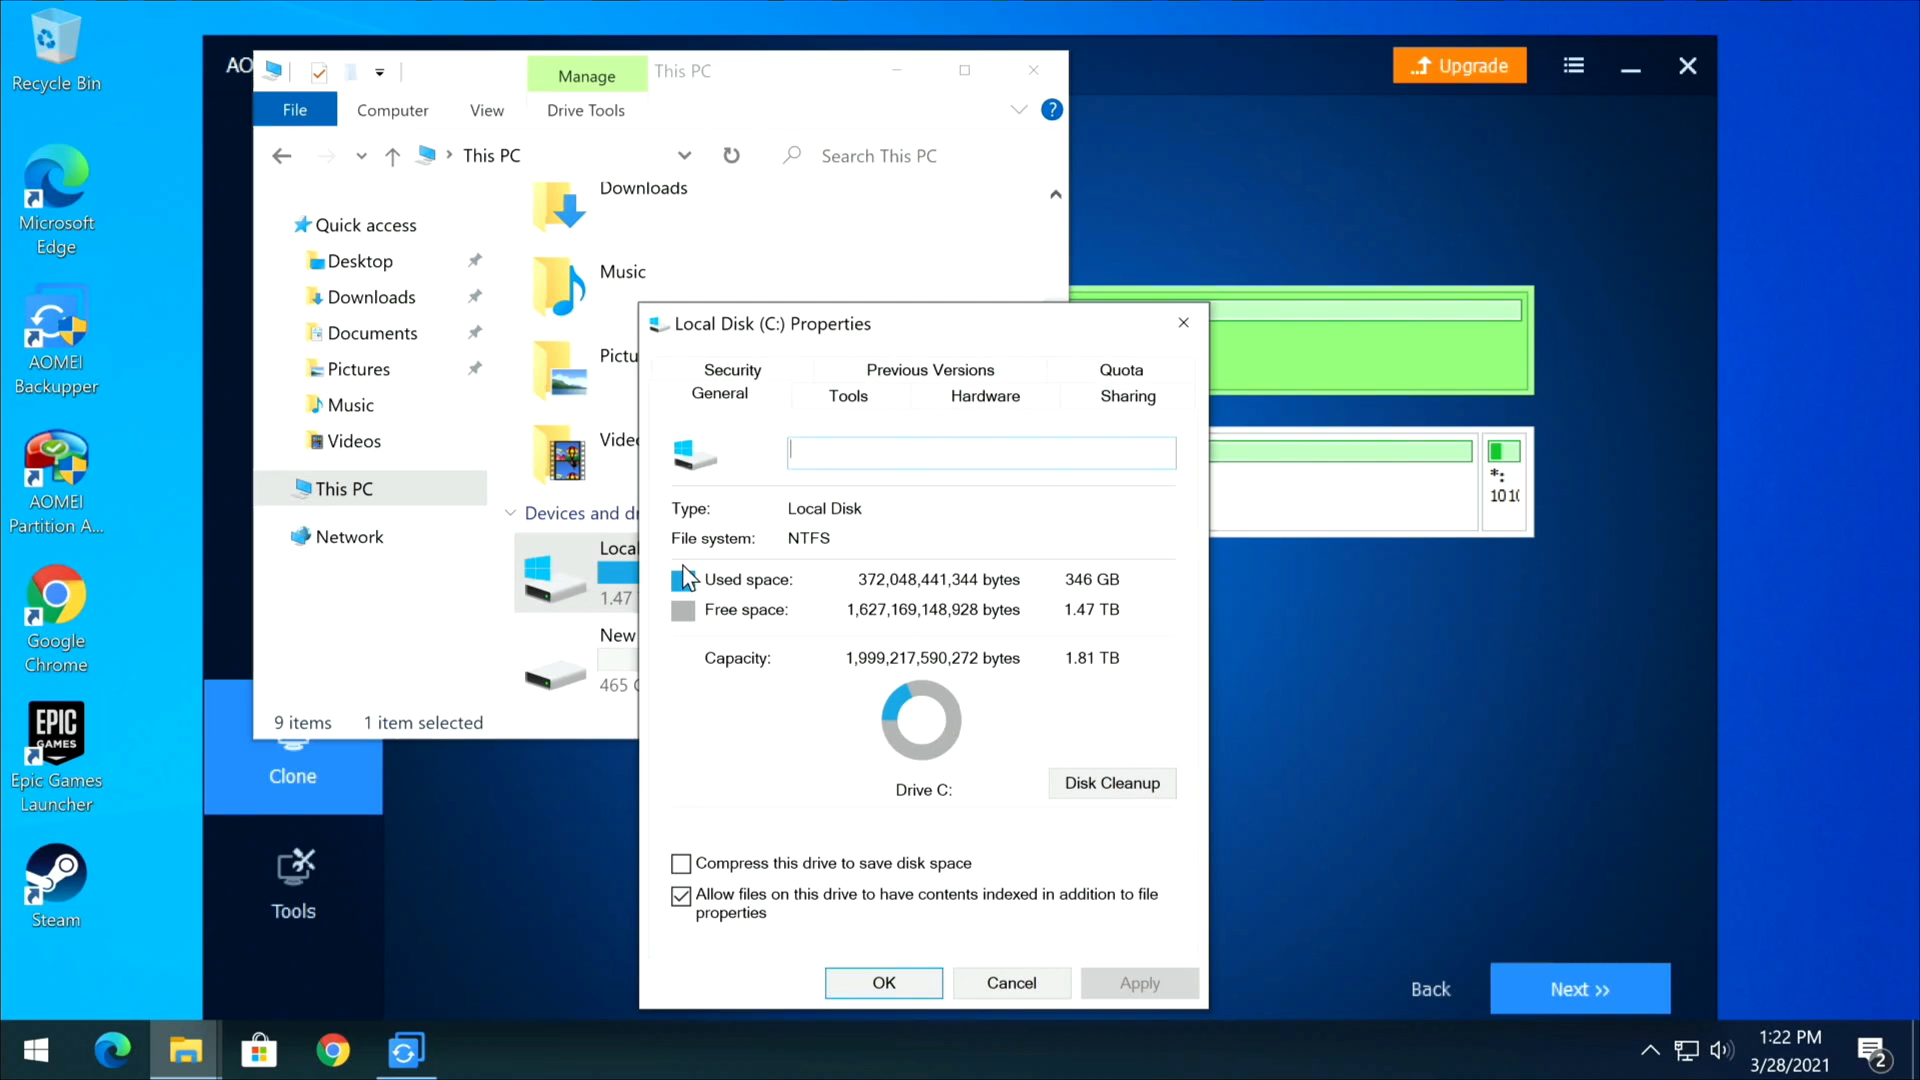 Recycle Bin
Microsoft
Edge
AOMEI
Backupper
AOMEI
Partition A...
Google
Chrome
EPIC
GAMES
Epic Games
Launcher
Steam
AO
Upgrade
Manage
This PC
File
Computer
View
Drive Tools
?
This PC
Search This PC
Quick access
Desktop
Downloads
Documents
Pictures
Music
Videos
This PC
Network
Downloads
Music
Pictu
Videc
Devices and dr
Local
1.47
New
465 G
9 items
1 item selected
Local Disk (C:) Properties
Security
Previous Versions
Quota
General
Tools
Hardware
Sharing
Type: Local Disk
File system: NTFS
Used space: 372,048,441,344 bytes 346 GB
Free space: 1,627,169,148,928 bytes 1.47 TB
Capacity: 1,999,217,590,272 bytes 1.81 TB
Drive C:
Disk Cleanup
Compress this drive to save disk space
Allow files on this drive to have contents indexed in addition to file
properties
OK
Cancel
Apply
*:
Clone
Tools
Back
Next >>
1:22 PM
3/28/2021
2